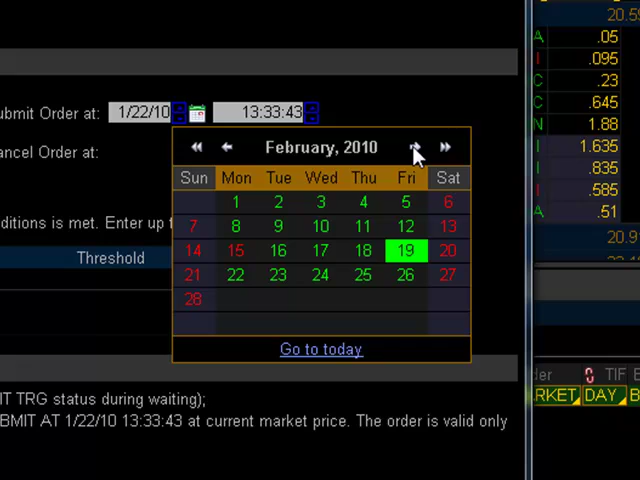 20.59
A .05
ubmit Order at: 1/22/10 13:33:43 I .095
C .23
C .645
ancel Order at: February, 2010 N 1.88
Sun Mon Tue Wed Thu Fri Sat I 1.635
1 2 3 4 5 6 I .835
7 8 9 10 11 12 13 I .585
ditions is met. Enter up t A .51
14 15 16 17 18 19 20 20.9
Threshold
21 22 23 24 25 26 27
28
Go to today
der TIF
IT TRG status during waiting); RKET DAY B
BMIT AT 1/22/10 13:33:43 at current market price. The order is valid only